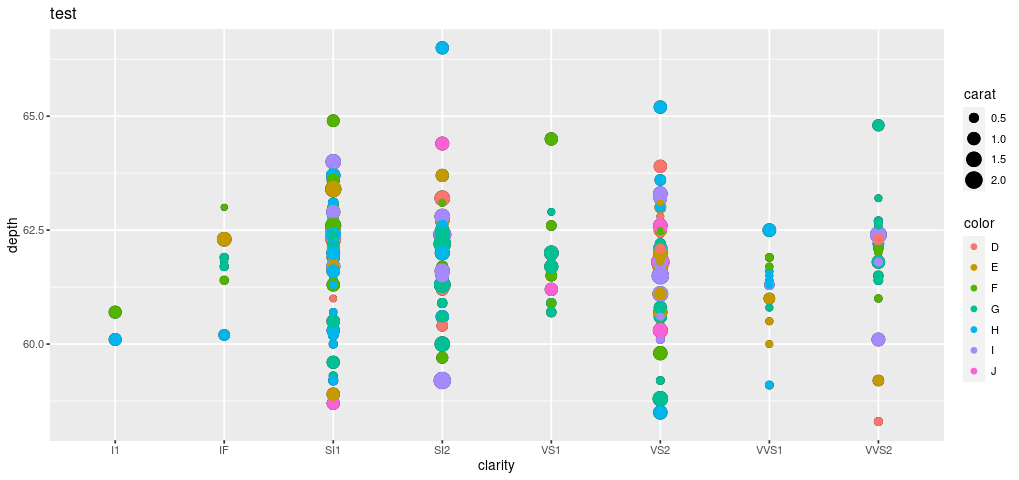 test
65.0
62.5
60.0
depth
I1 IF SI1 SI2 VS1 VS2 VVS1 VVS2
clarity
carat
0.5
1.0
1.5
2.0
color
D
E
F
G
H
I
J